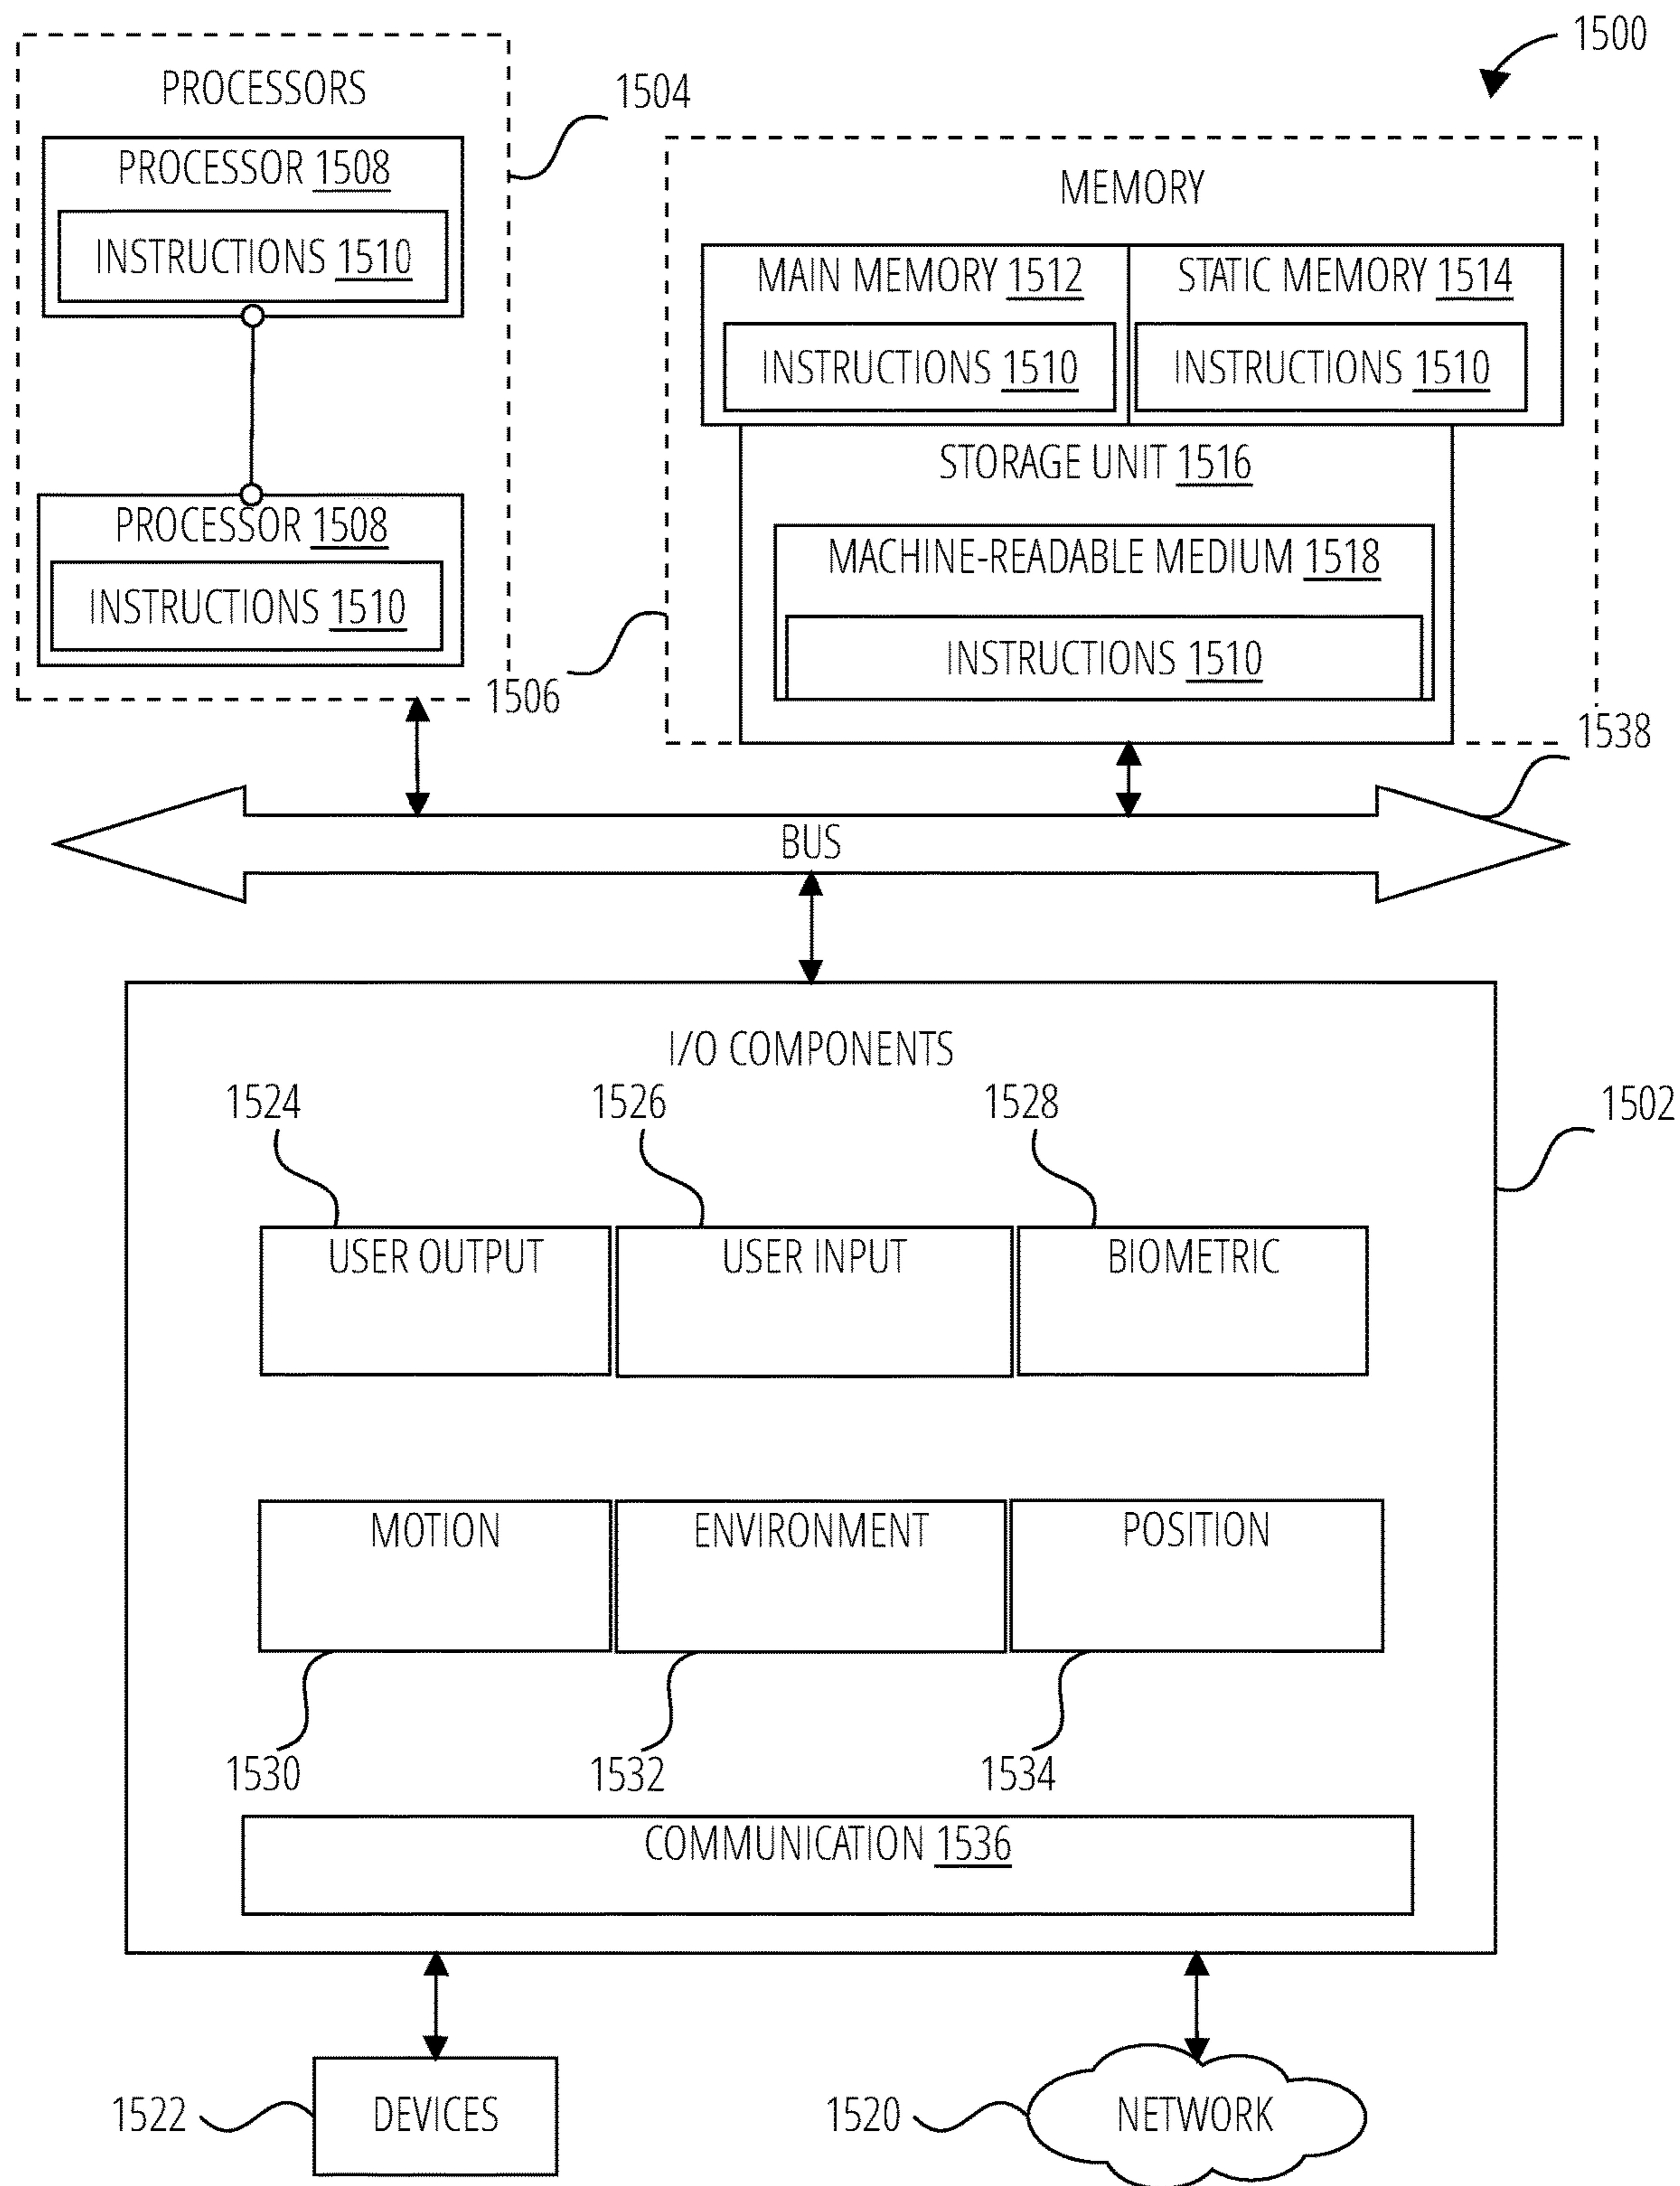 1500
PROCESSORS
1504
PROCESSOR 1508
INSTRUCTIONS 1510
PROCESSOR 1508
INSTRUCTIONS 1510
MEMORY
MAIN MEMORY 1512
STATIC MEMORY 1514
INSTRUCTIONS 1510
INSTRUCTIONS 1510
STORAGE UNIT 1516
MACHINE-READABLE MEDIUM 1518
INSTRUCTIONS 1510
1506
1538
BUS
I/O COMPONENTS
1524
1526
1528
1502
USER OUTPUT
USER INPUT
BIOMETRIC
MOTION
ENVIRONMENT
POSITION
1530
1532
1534
COMMUNICATION 1536
1522
DEVICES
1520
NETWORK